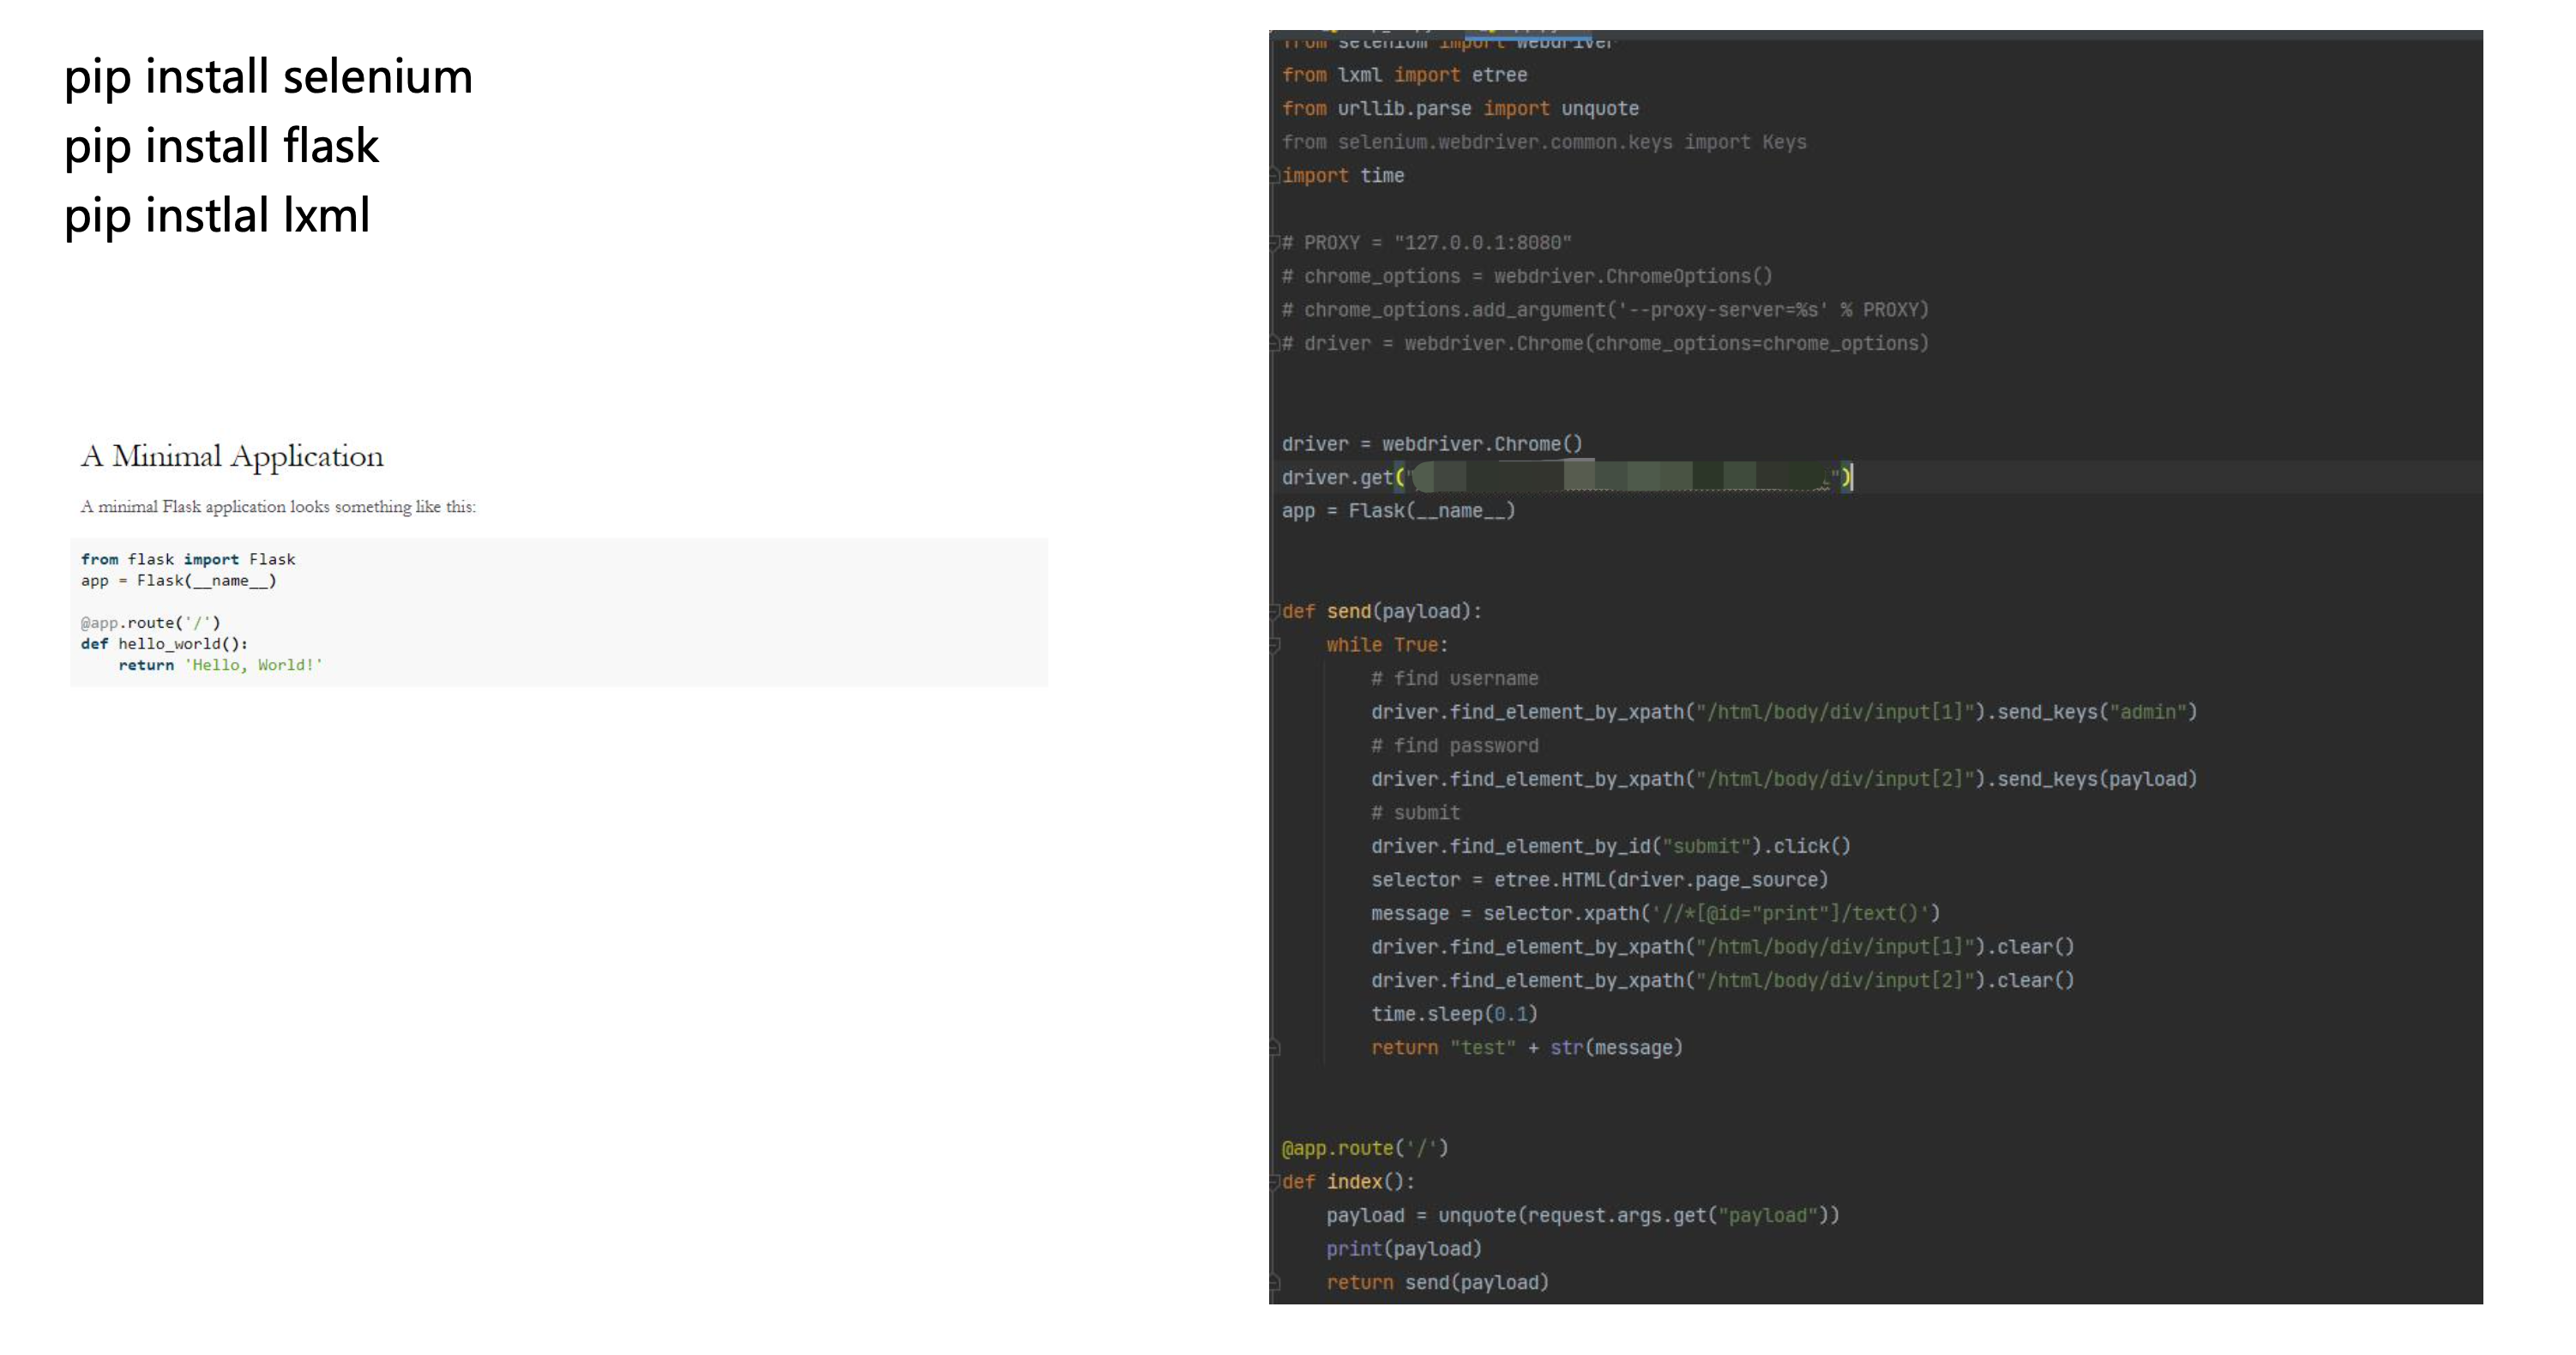 pip install selenium
pip install flask
pip instlal lxml
A Minimal Application
A minimal Flask application looks something like this:
from flask import Flask
app = Flask(__name__)
@app.route('/')
def hello_world():
    return 'Hello, World!'
from selenium import webdriver
from lxml import etree
from urllib.parse import unquote
from selenium.webdriver.common.keys import Keys
import time
# PROXY = "127.0.0.1:8080"
# chrome_options = webdriver.ChromeOptions()
# chrome_options.add_argument('--proxy-server=%s' % PROXY)
# driver = webdriver.Chrome(chrome_options=chrome_options)
driver = webdriver.Chrome()
driver.get("")
app = Flask(__name__)
def send(payload):
    while True:
        # find username
        driver.find_element_by_xpath("/html/body/div/input[1]").send_keys("admin")
        # find password
        driver.find_element_by_xpath("/html/body/div/input[2]").send_keys(payload)
        # submit
        driver.find_element_by_id("submit").click()
        selector = etree.HTML(driver.page_source)
        message = selector.xpath('//*[@id="print"]/text()')
        driver.find_element_by_xpath("/html/body/div/input[1]").clear()
        driver.find_element_by_xpath("/html/body/div/input[2]").clear()
        time.sleep(0.1)
        return "test" + str(message)
@app.route('/')
def index():
    payload = unquote(request.args.get("payload"))
    print(payload)
    return send(payload)